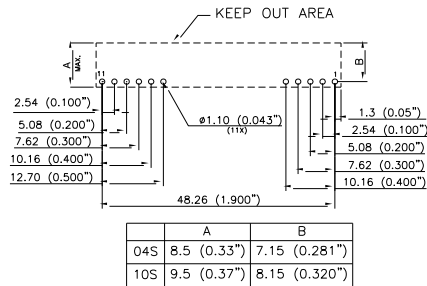 KEEP OUT AREA
A
MAX.
B
11
1
2.54 (0.100")
5.08 (0.200")
7.62 (0.300")
10.16 (0.400")
12.70 (0.500")
ø1.10 (0.043")
(11X)
1.3 (0.05")
2.54 (0.100")
5.08 (0.200")
7.62 (0.300")
10.16 (0.400")
48.26 (1.900")
A B
04S 8.5 (0.33") 7.15 (0.281")
10S 9.5 (0.37") 8.15 (0.320")